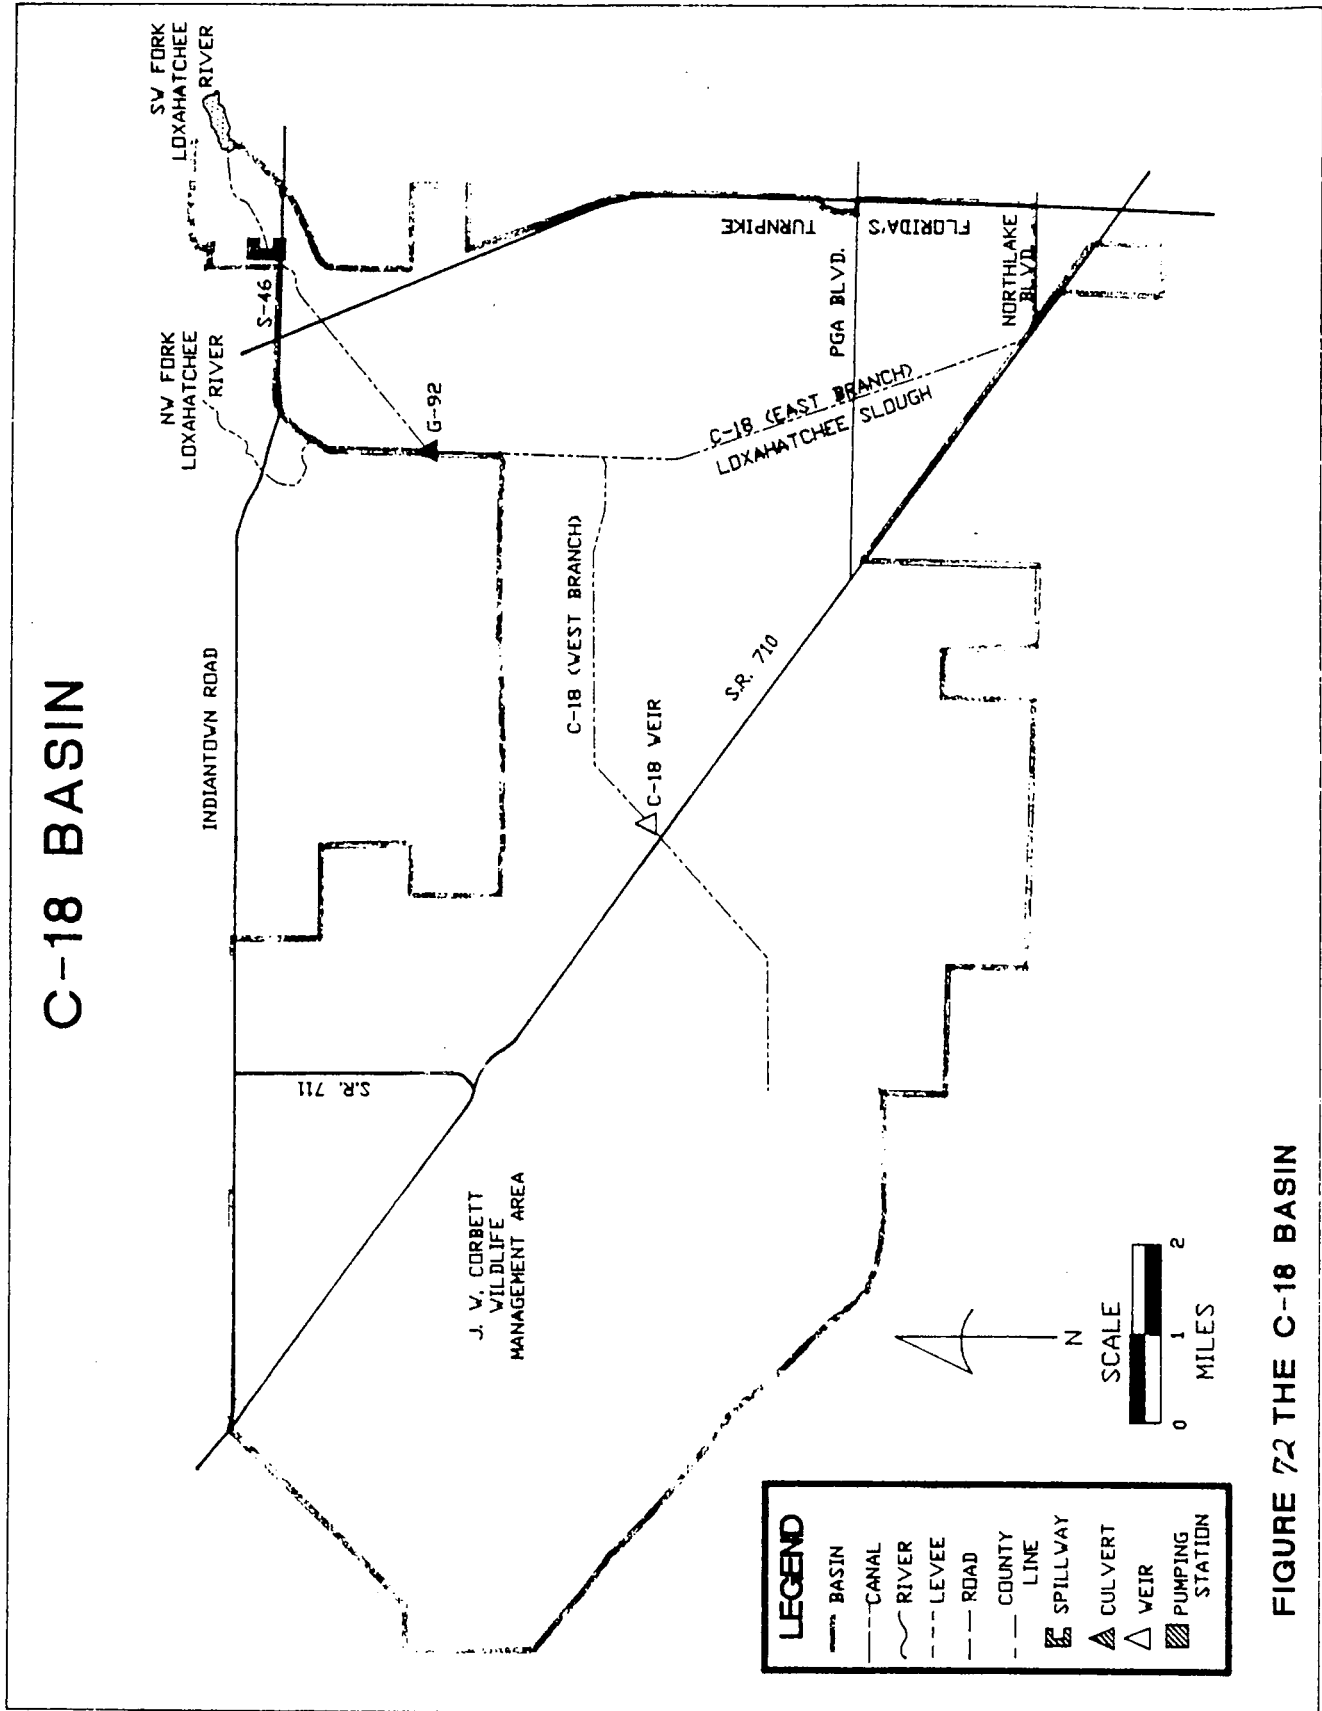 C-18 BASIN
SW FORK
LOXAHATCHEE
RIVER
NW FORK
LOXAHATCHEE
RIVER
S-46
G-92
INDIANTOWN ROAD
S.R. 711
C-18 (WEST BRANCH)
C-18 WEIR
S.R. 710
C-18 (EAST BRANCH)
LOXAHATCHEE SLOUGH
PGA BLVD.
FLORIDA'S
TURNPIKE
NORTHLAKE
BLVD.
J. W. CORBETT
WILDLIFE
MANAGEMENT AREA
N
SCALE
0 1 2
MILES
LEGEND
BASIN
CANAL
RIVER
LEVEE
ROAD
COUNTY
LINE
SPILLWAY
CULVERT
WEIR
PUMPING
STATION
FIGURE 72 THE C-18 BASIN